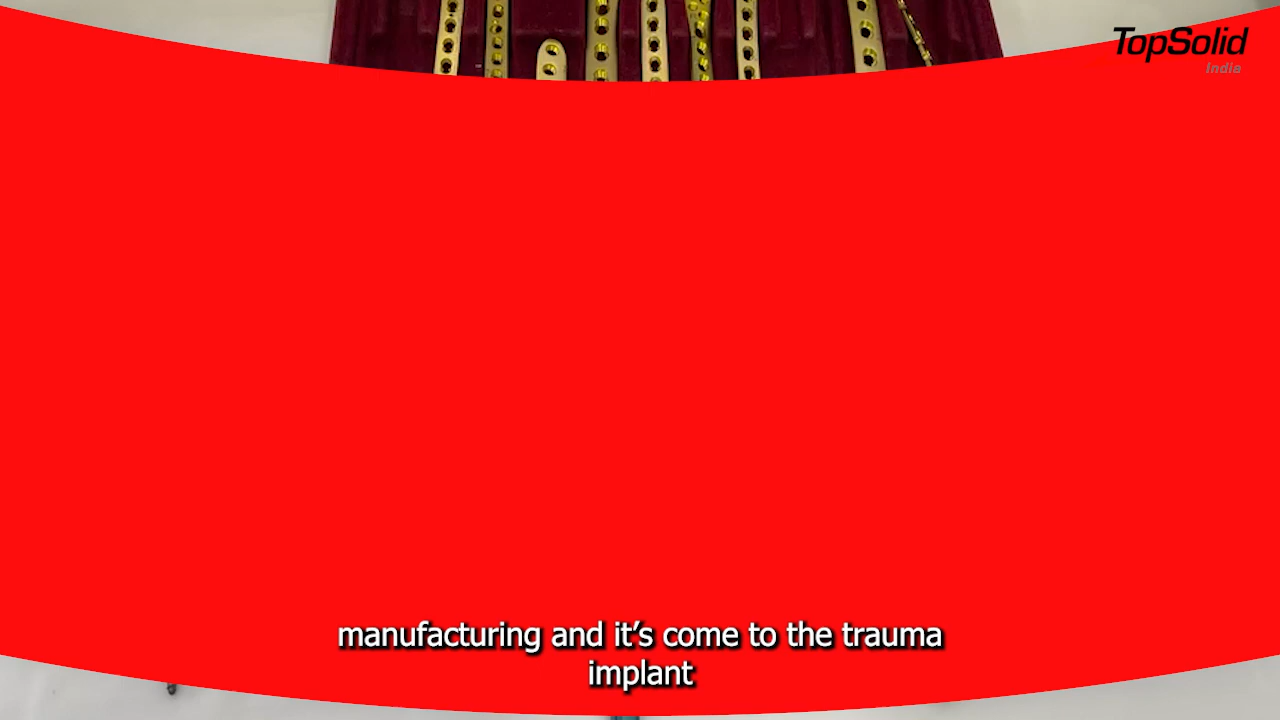 TopSolid
India
manufacturing and it's come to the trauma
implant